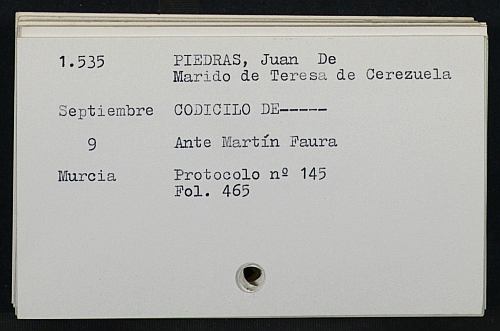 1.535 PIEDRAS, Juan De
Marido de Teresa de Cerezuela
Septiembre CODICILO DE-----
9 Ante Martín Faura
Murcia Protocolo nº 145
Fol. 465